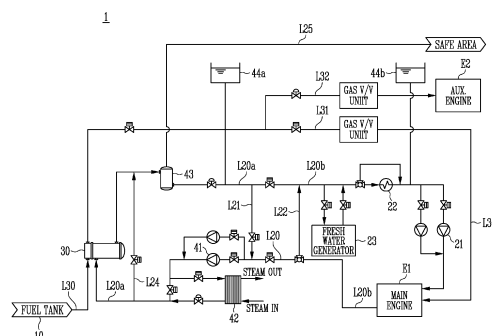 1
L25
SAFE AREA
44a
44b
E2
L32
GAS V/V
UNIIT
AUX.
ENGINE
L31
GAS V/V
UNIIT
43
L20a
L20b
L21
L22
22
L3
30
41
L20
FRESH
WATER
GENERATOR
23
21
L24
STEAM OUT
E1
L30
L20a
MAIN
ENGINE
FUEL TANK
42
STEAM IN
L20b
10